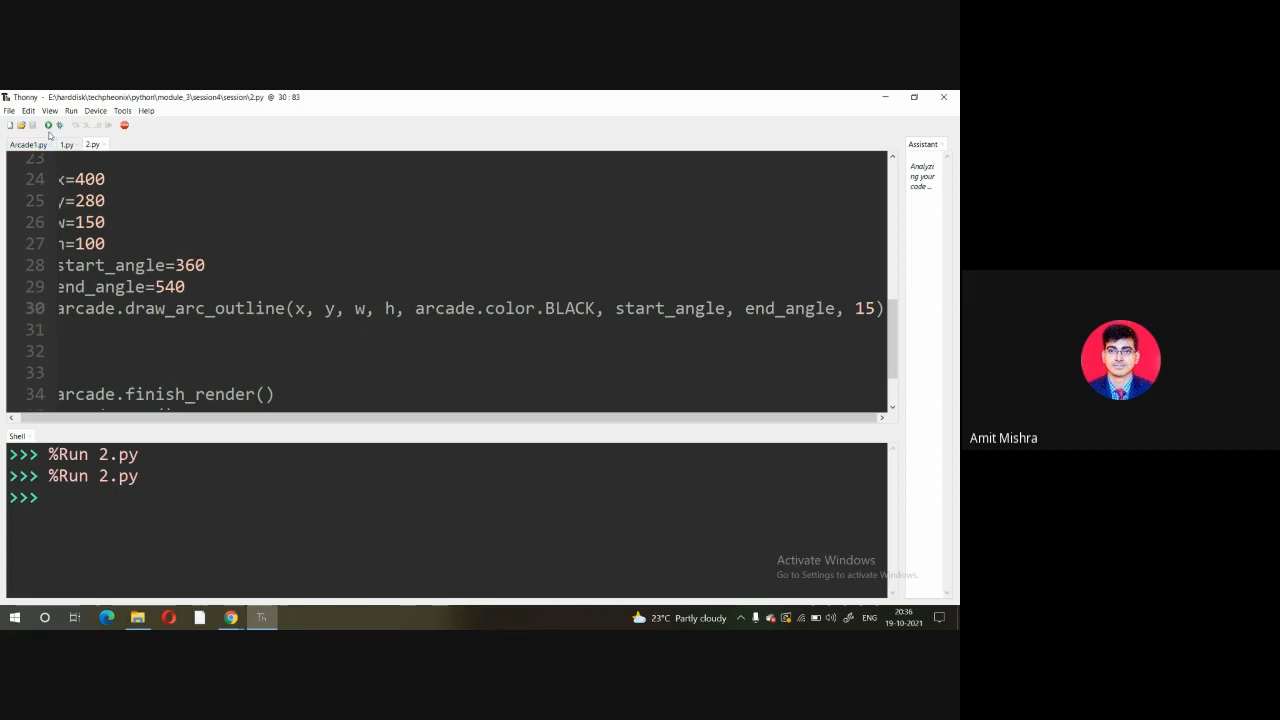 Th Thonny - E:\harddisk\techpheonix\python\module_3\session4\session\2.py @ 30 : 83
File Edit View Run Device Tools Help
Arcade1.py 1.py 2.py
Assistant
Analyzi
ng your
code ...
23
24 x=400
25 y=280
26 w=150
27 h=100
28 start_angle=360
29 end_angle=540
30 arcade.draw_arc_outline(x, y, w, h, arcade.color.BLACK, start_angle, end_angle, 15)
31
32
33
34 arcade.finish_render()
Shell
>>> %Run 2.py
>>> %Run 2.py
>>>
Activate Windows
Go to Settings to activate Windows.
Th
23°C Partly cloudy
ENG
20:36
19-10-2021
Amit Mishra